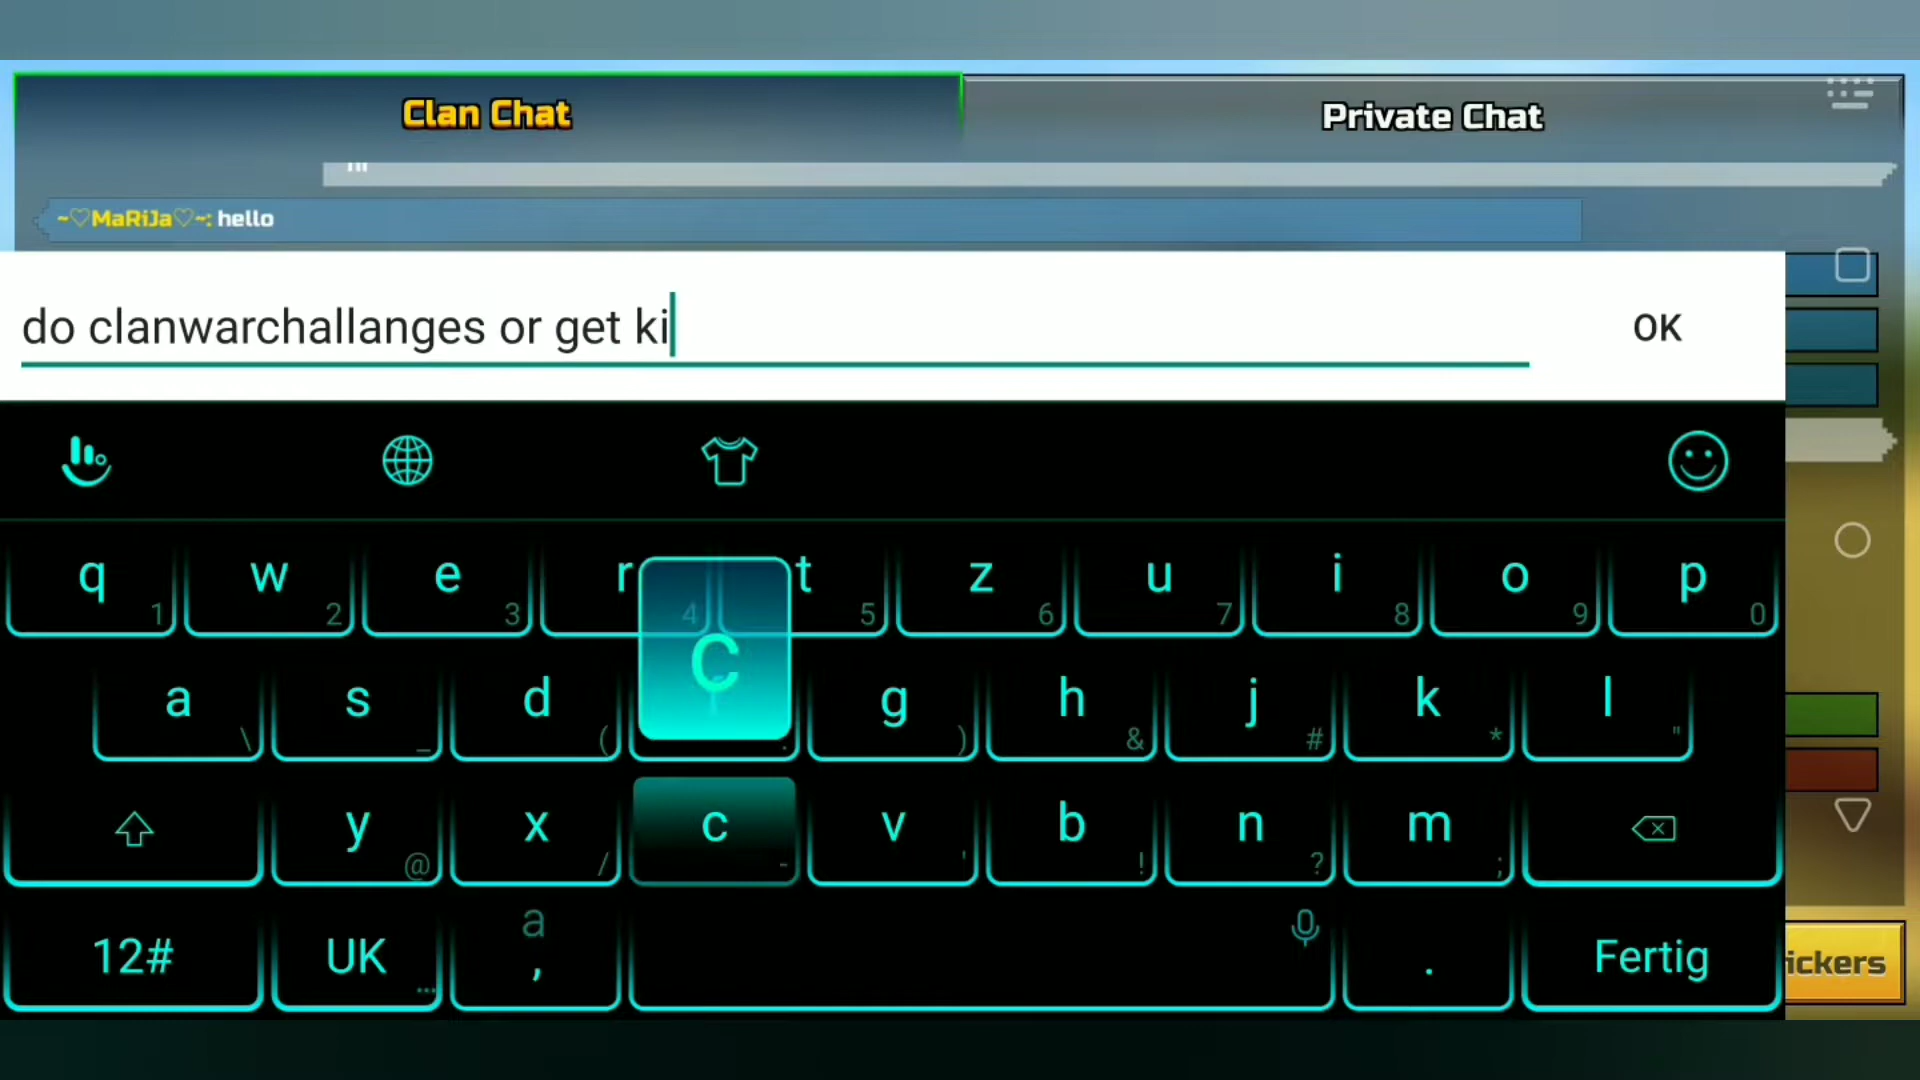 Clan Chat
Private Chat
~♡MaRiJa♡~: hello
do clanwarchallanges or get ki
OK
q 1 w 2 e 3 r 4 t 5 z 6 u 7 i 8 o 9 p 0
C
a \ s _ d ( g ) h & j # k * l "
y @ x / c - v ' b ! n ? m ;
12# UK ... a , . Fertig
ickers